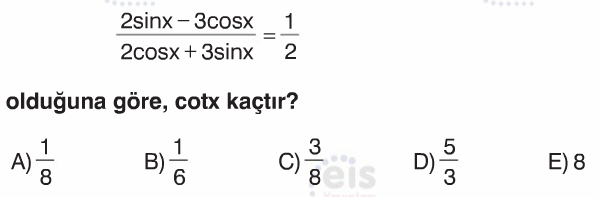 (2sinx − 3cosx)/(2cosx + 3sinx) = 1/2
olduğuna göre, cotx kaçtır?
A) 1/8 B) 1/6 C) 3/8 D) 5/3 E) 8
eis